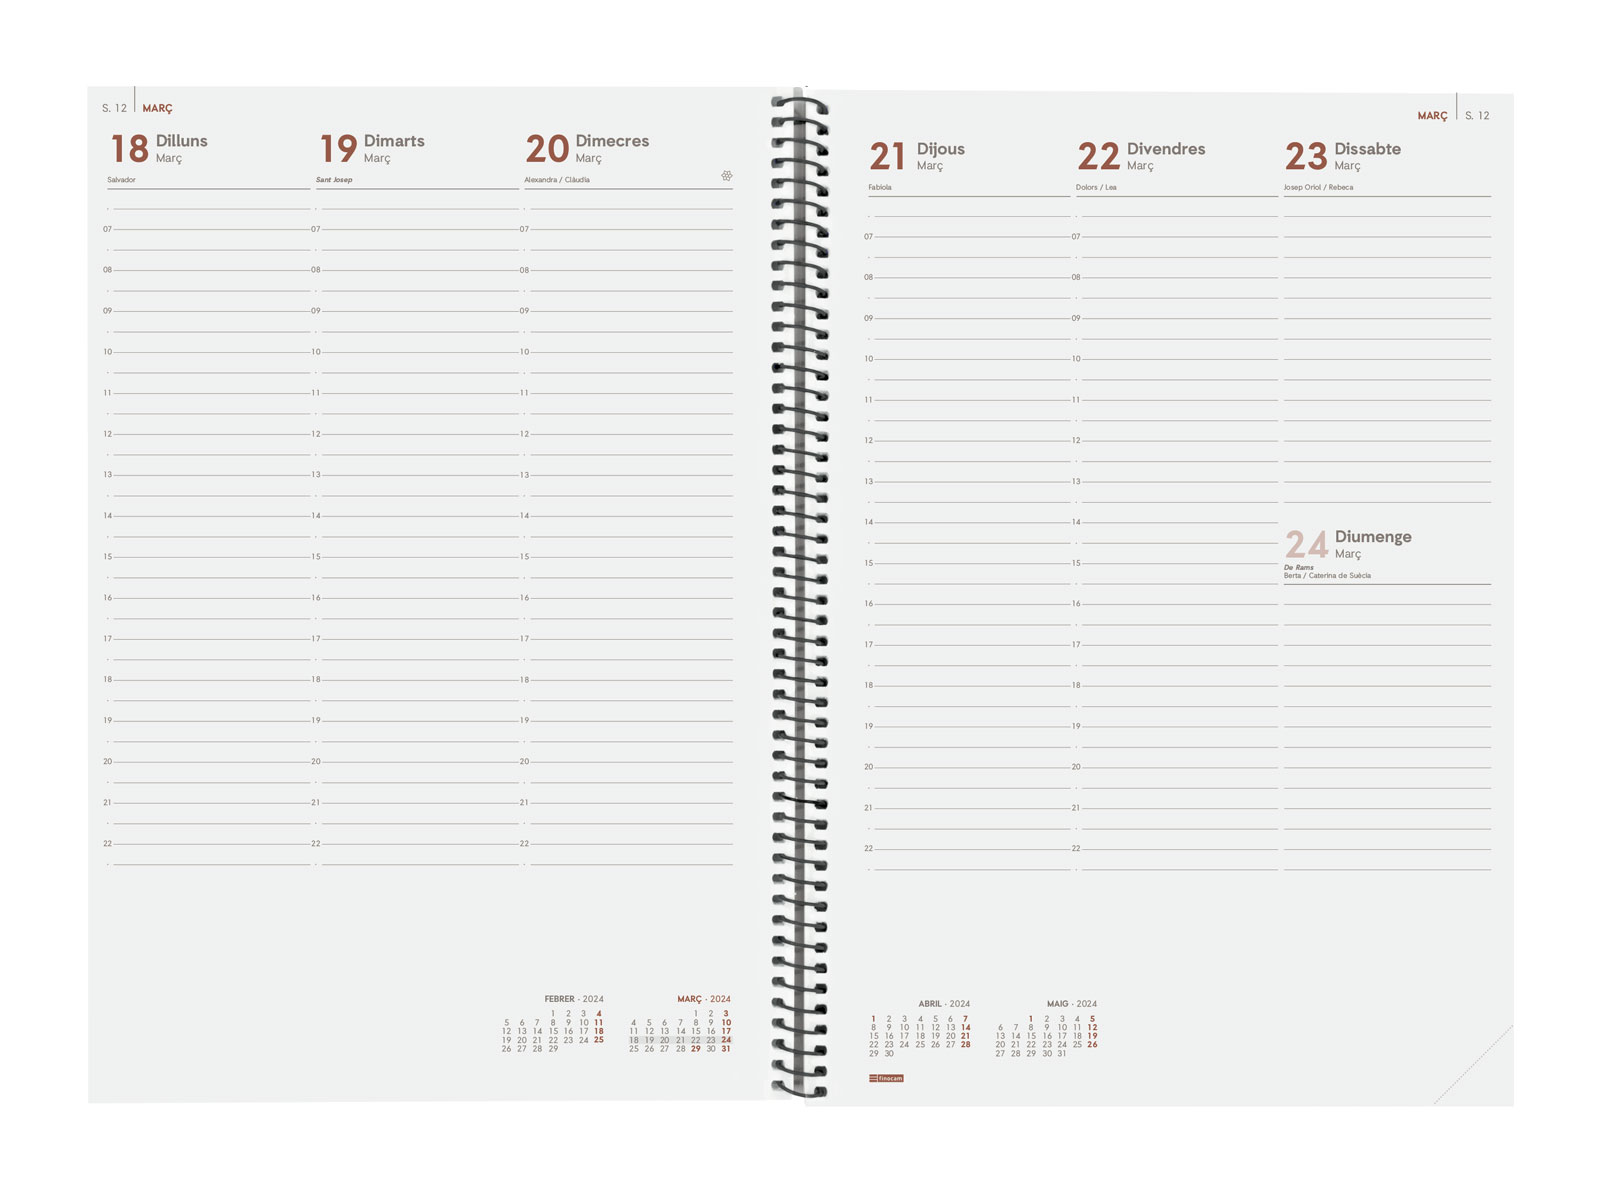 S. 12 MARÇ
18 Dilluns
Març
Salvador
19 Dimarts
Març
Sant Josep
20 Dimecres
Març
Alexandra / Clàudia
07 07 07
08 08 08
09 09 09
10 10 10
11 11 11
12 12 12
13 13 13
14 14 14
15 15 15
16 16 16
17 17 17
18 18 18
19 19 19
20 20 20
21 21 21
22 22 22
FEBRER - 2024
1 2 3 4
5 6 7 8 9 10 11
12 13 14 15 16 17 18
19 20 21 22 23 24 25
26 27 28 29
MARÇ - 2024
1 2 3
4 5 6 7 8 9 10
11 12 13 14 15 16 17
18 19 20 21 22 23 24
25 26 27 28 29 30 31
MARÇ S. 12
21 Dijous
Març
Fabiola
22 Divendres
Març
Dolors / Lea
23 Dissabte
Març
Josep Oriol / Rebeca
07 07
08 08
09 09
10 10
11 11
12 12
13 13
14 14
15 15
16 16
17 17
18 18
19 19
20 20
21 21
22 22
24 Diumenge
Març
De Rams
Berta / Caterina de Suècia
ABRIL - 2024
1 2 3 4 5 6 7
8 9 10 11 12 13 14
15 16 17 18 19 20 21
22 23 24 25 26 27 28
29 30
MAIG - 2024
1 2 3 4 5
6 7 8 9 10 11 12
13 14 15 16 17 18 19
20 21 22 23 24 25 26
27 28 29 30 31
finocam